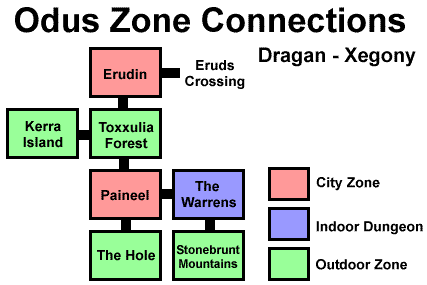 Odus Zone Connections
Dragan - Xegony
Erudin
Eruds
Crossing
Kerra
Island
Toxxulia
Forest
Paineel
The
Warrens
The Hole
Stonebrunt
Mountains
City Zone
Indoor Dungeon
Outdoor Zone